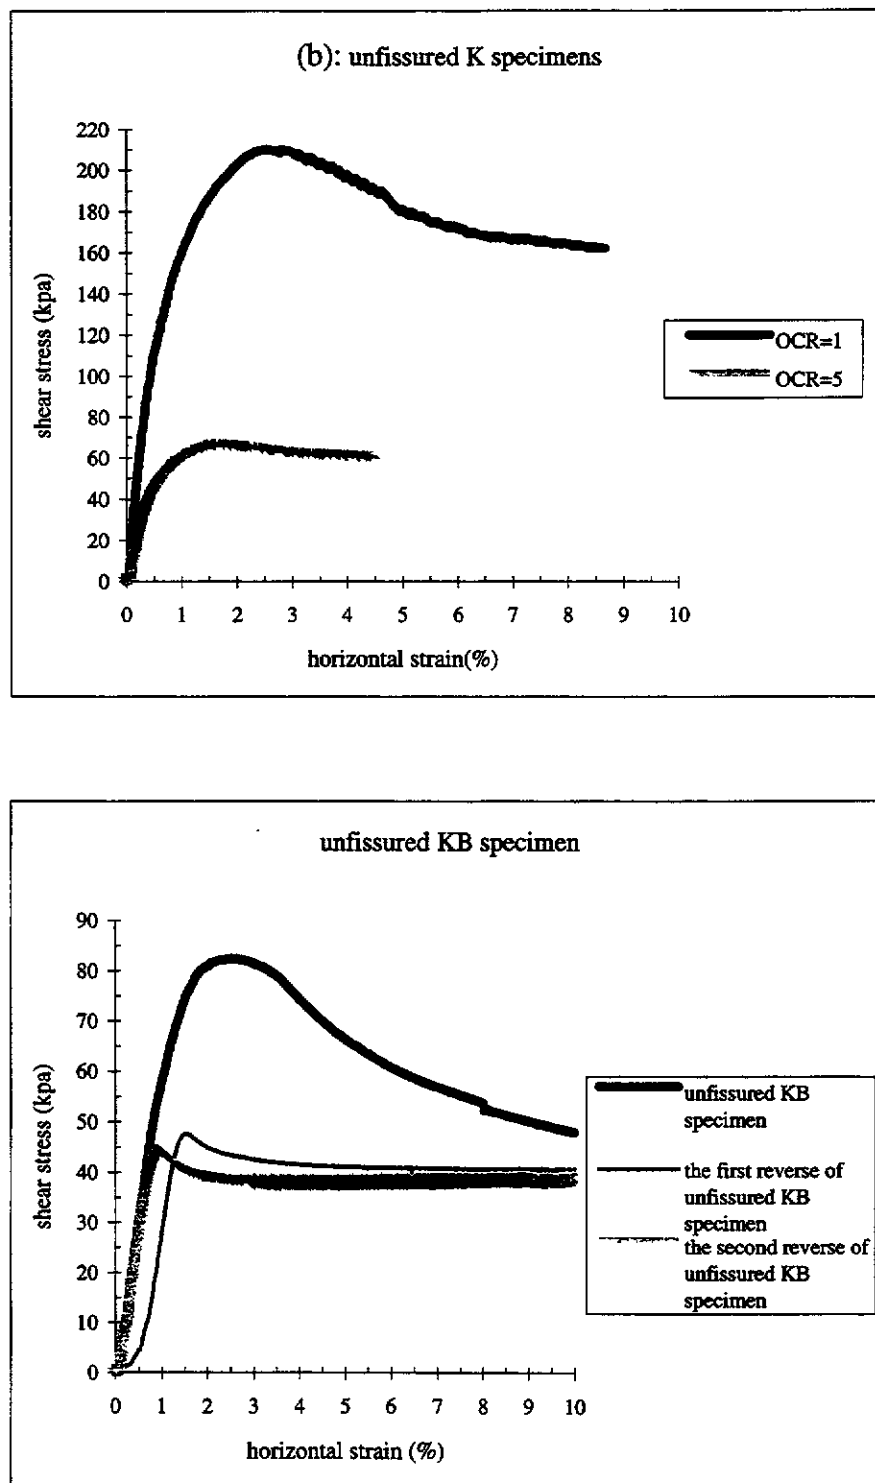 (b): unfissured K specimens
220
200
180
160
140
120
100
80
60
40
20
0
shear stress (kpa)
0 1 2 3 4 5 6 7 8 9 10
horizontal strain(%)
OCR=1
OCR=5
unfissured KB specimen
90
80
70
60
50
40
30
20
10
0
shear stress (kpa)
0 1 2 3 4 5 6 7 8 9 10
horizontal strain (%)
unfissured KB
specimen
the first reverse of
unfissured KB
specimen
the second reverse of
unfissured KB
specimen